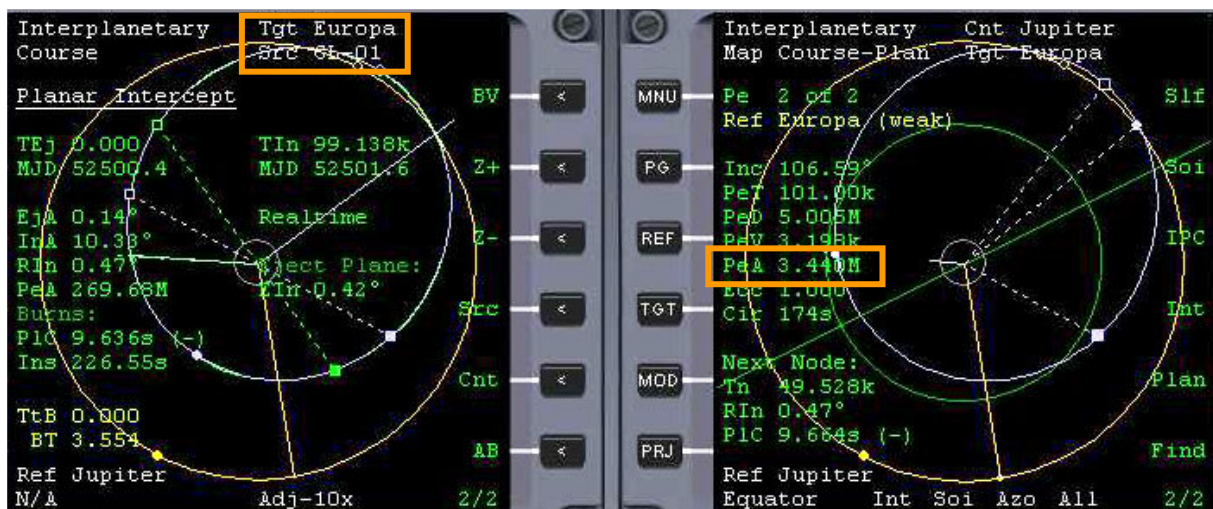 Interplanetary Tgt Europa
Course Src GL-01
Planar Intercept
TEj 0.000 TIn 99.138k
MJD 52500.4 MJD 52501.6
EjA 0.14° Realtime
InA 10.33°
RIn 0.47° Eject Plane:
PeA 269.68M EIn 0.42°
Burns:
PlC 9.636s (-)
Ins 226.55s
TtB 0.000
BT 3.554
Ref Jupiter
N/A Adj-10x 2/2
BV
Z+
Z-
Src
Cnt
AB
<
<
<
<
<
<
MNU
PG
REF
TGT
MOD
PRJ
Interplanetary Cnt Jupiter
Map Course-Plan Tgt Europa
Pe 2 of 2
Ref Europa (weak)
Inc 106.59°
PeT 101.00k
PeD 5.005M
PeV 3.198k
PeA 3.440M
Ecc 1.000
Cir 174s
Next Node:
Tn 49.528k
RIn 0.47°
PlC 9.664s (-)
Ref Jupiter
Equator Int Soi Azo All 2/2
Slf
Soi
IPC
Int
Plan
Find